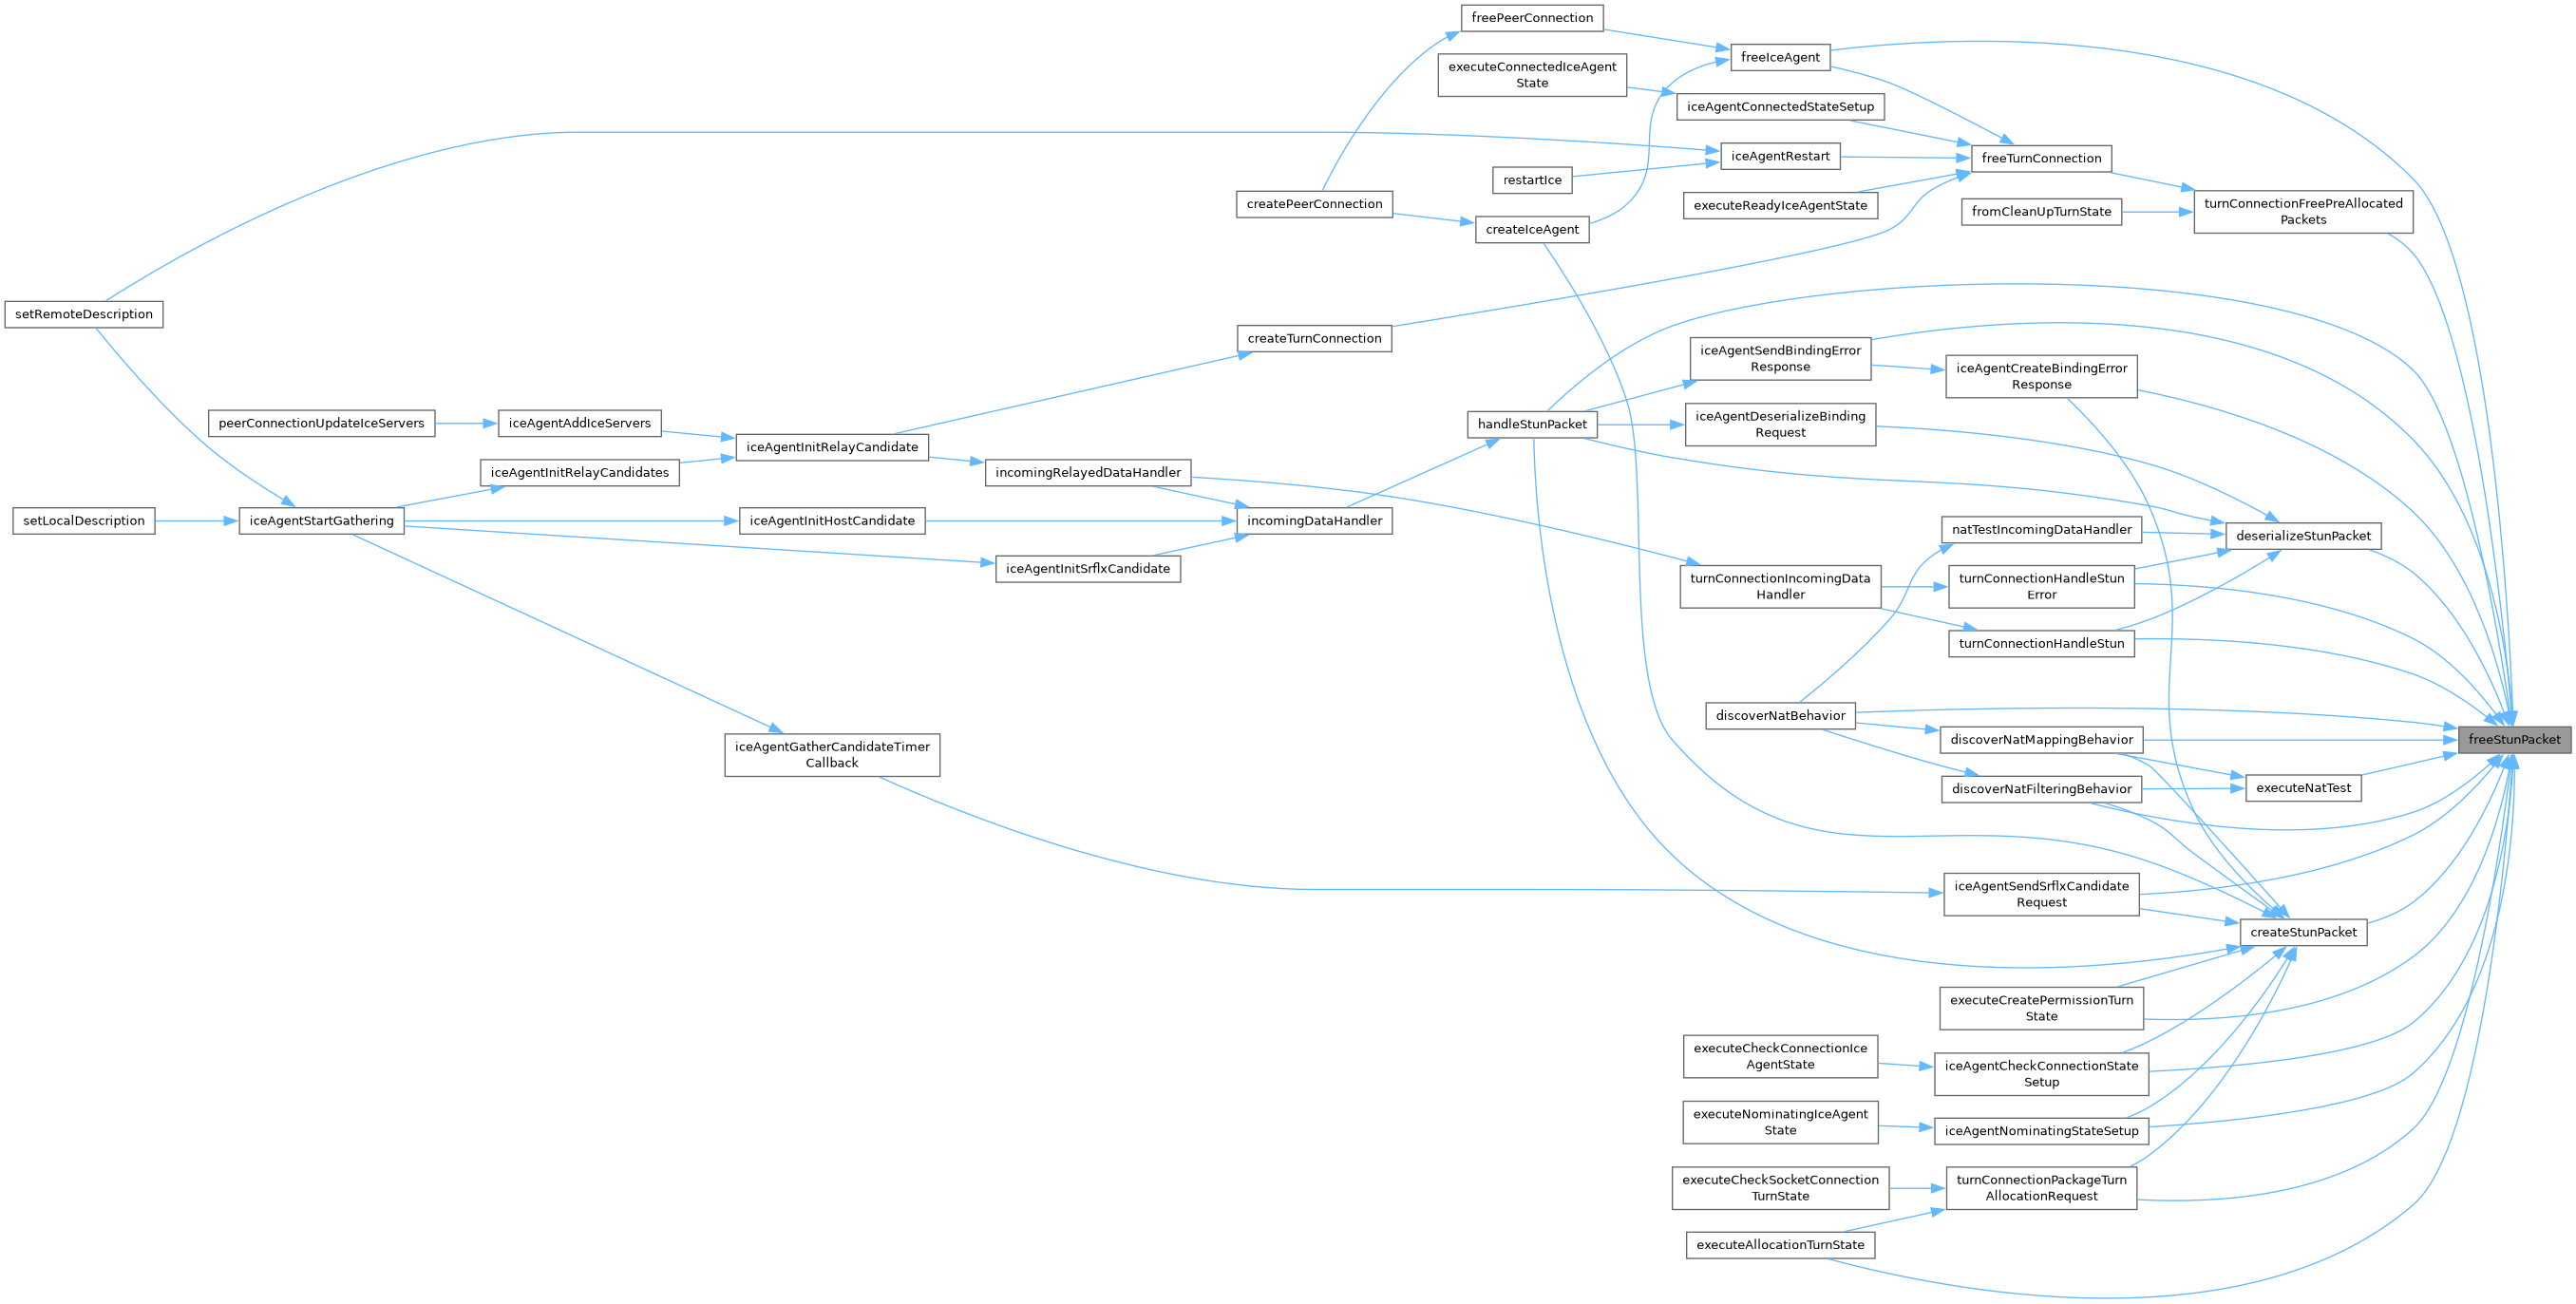 freePeerConnection
executeConnectedIceAgent
State
freeIceAgent
iceAgentConnectedStateSetup
iceAgentRestart
freeTurnConnection
restartIce
executeReadyIceAgentState
createPeerConnection
createIceAgent
fromCleanUpTurnState
turnConnectionFreePreAllocated
Packets
setRemoteDescription
createTurnConnection
iceAgentSendBindingError
Response
iceAgentCreateBindingError
Response
peerConnectionUpdateIceServers
iceAgentAddIceServers
iceAgentInitRelayCandidate
handleStunPacket
iceAgentDeserializeBinding
Request
iceAgentInitRelayCandidates
incomingRelayedDataHandler
setLocalDescription
iceAgentStartGathering
iceAgentInitHostCandidate
incomingDataHandler
natTestIncomingDataHandler
deserializeStunPacket
iceAgentInitSrflxCandidate
turnConnectionIncomingData
Handler
turnConnectionHandleStun
Error
turnConnectionHandleStun
discoverNatBehavior
iceAgentGatherCandidateTimer
Callback
discoverNatMappingBehavior
freeStunPacket
discoverNatFilteringBehavior
executeNatTest
iceAgentSendSrflxCandidate
Request
createStunPacket
executeCreatePermissionTurn
State
executeCheckConnectionIce
AgentState
iceAgentCheckConnectionState
Setup
executeNominatingIceAgent
State
iceAgentNominatingStateSetup
executeCheckSocketConnection
TurnState
turnConnectionPackageTurn
AllocationRequest
executeAllocationTurnState